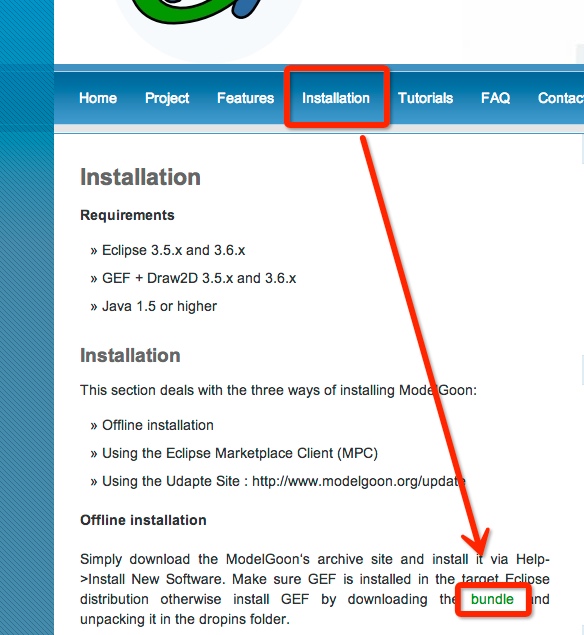 Home Project Features Installation Tutorials FAQ Contac
Installation
Requirements
» Eclipse 3.5.x and 3.6.x
» GEF + Draw2D 3.5.x and 3.6.x
» Java 1.5 or higher
Installation
This section deals with the three ways of installing ModelGoon:
» Offline installation
» Using the Eclipse Marketplace Client (MPC)
» Using the Udapte Site : http://www.modelgoon.org/update
Offline installation
Simply download the ModelGoon's archive site and install it via Help-
>Install New Software. Make sure GEF is installed in the target Eclipse
distribution otherwise install GEF by downloading the bundle and
unpacking it in the dropins folder.